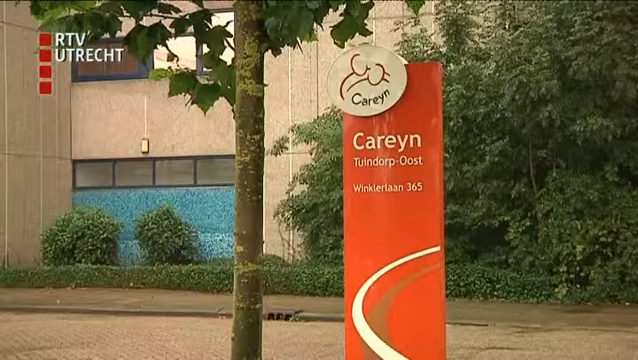 RTV
UTRECHT
Careyn
Careyn
Tuindorp-Oost
Winklerlaan 365